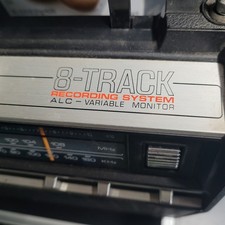 8-TRACK
RECORDING SYSTEM
ALC - VARIABLE MONITOR